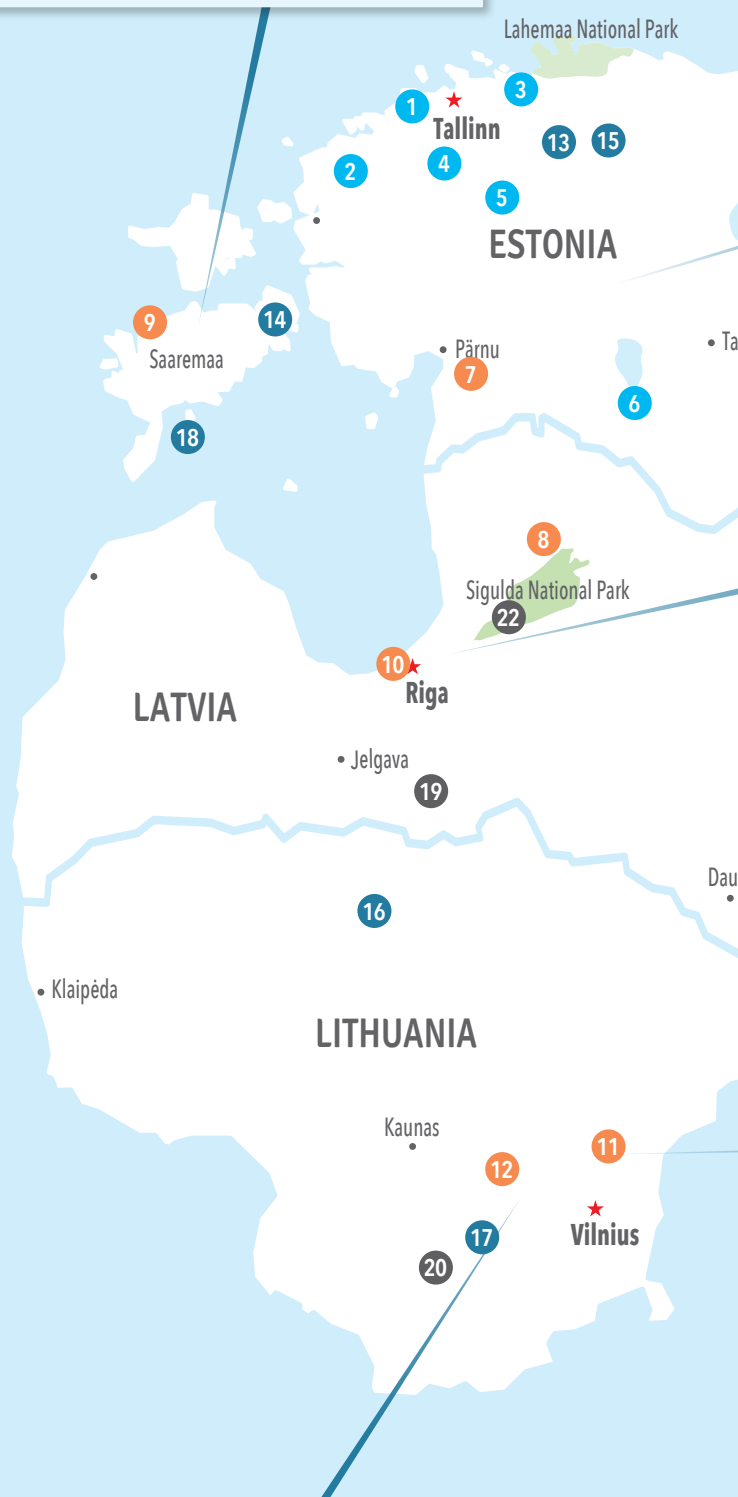 Lahemaa National Park
3
1
Tallinn
13
15
4
2
5
ESTONIA
9
14
Saaremaa
Pärnu
Ta
7
6
18
8
Sigulda National Park
22
10
Riga
LATVIA
Jelgava
19
Dau
16
Klaipėda
LITHUANIA
Kaunas
11
12
Vilnius
17
20